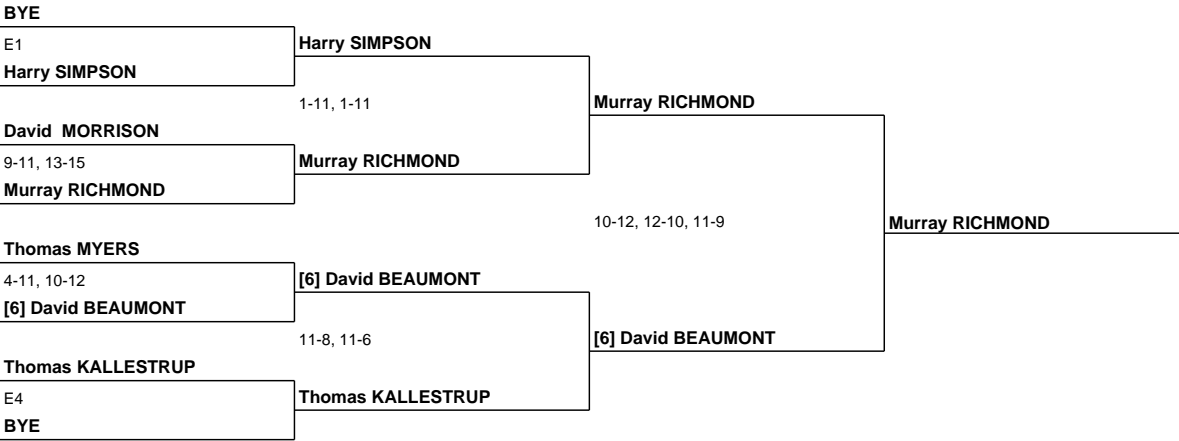 BYE
E1
Harry SIMPSON
Harry SIMPSON
1-11, 1-11
Murray RICHMOND
David  MORRISON
9-11, 13-15
Murray RICHMOND
Murray RICHMOND
10-12, 12-10, 11-9
Murray RICHMOND
Thomas MYERS
4-11, 10-12
[6] David BEAUMONT
[6] David BEAUMONT
11-8, 11-6
[6] David BEAUMONT
Thomas KALLESTRUP
E4
Thomas KALLESTRUP
BYE